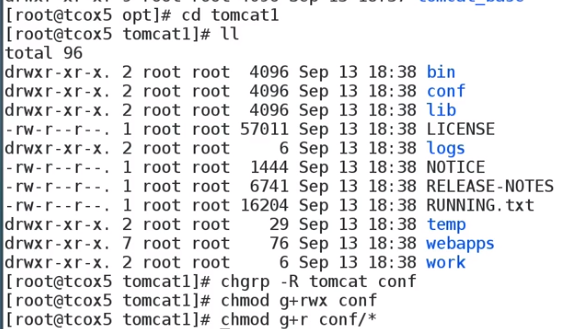 [root@tcox5 opt]# cd tomcat1
[root@tcox5 tomcat1]# ll
total 96
drwxr-xr-x. 2 root root  4096 Sep 13 18:38 bin
drwxr-xr-x. 2 root root  4096 Sep 13 18:38 conf
drwxr-xr-x. 2 root root  4096 Sep 13 18:38 lib
-rw-r--r--. 1 root root 57011 Sep 13 18:38 LICENSE
drwxr-xr-x. 2 root root     6 Sep 13 18:38 logs
-rw-r--r--. 1 root root  1444 Sep 13 18:38 NOTICE
-rw-r--r--. 1 root root  6741 Sep 13 18:38 RELEASE-NOTES
-rw-r--r--. 1 root root 16204 Sep 13 18:38 RUNNING.txt
drwxr-xr-x. 2 root root    29 Sep 13 18:38 temp
drwxr-xr-x. 7 root root    76 Sep 13 18:38 webapps
drwxr-xr-x. 2 root root     6 Sep 13 18:38 work
[root@tcox5 tomcat1]# chgrp -R tomcat conf
[root@tcox5 tomcat1]# chmod g+rwx conf
[root@tcox5 tomcat1]# chmod g+r conf/*